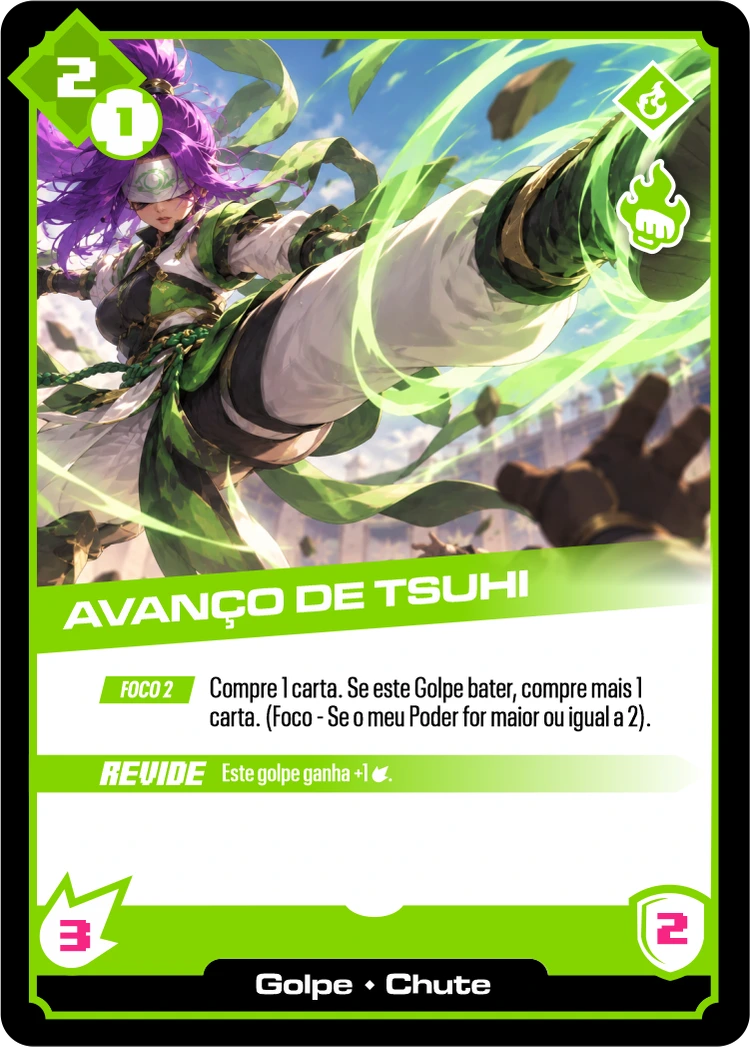 2
1
AVANÇO DE TSUHI
FOCO 2
Compre 1 carta. Se este Golpe bater, compre mais 1
carta. (Foco - Se o meu Poder for maior ou igual a 2).
REVIDE Este golpe ganha +1 .
3
2
Golpe • Chute